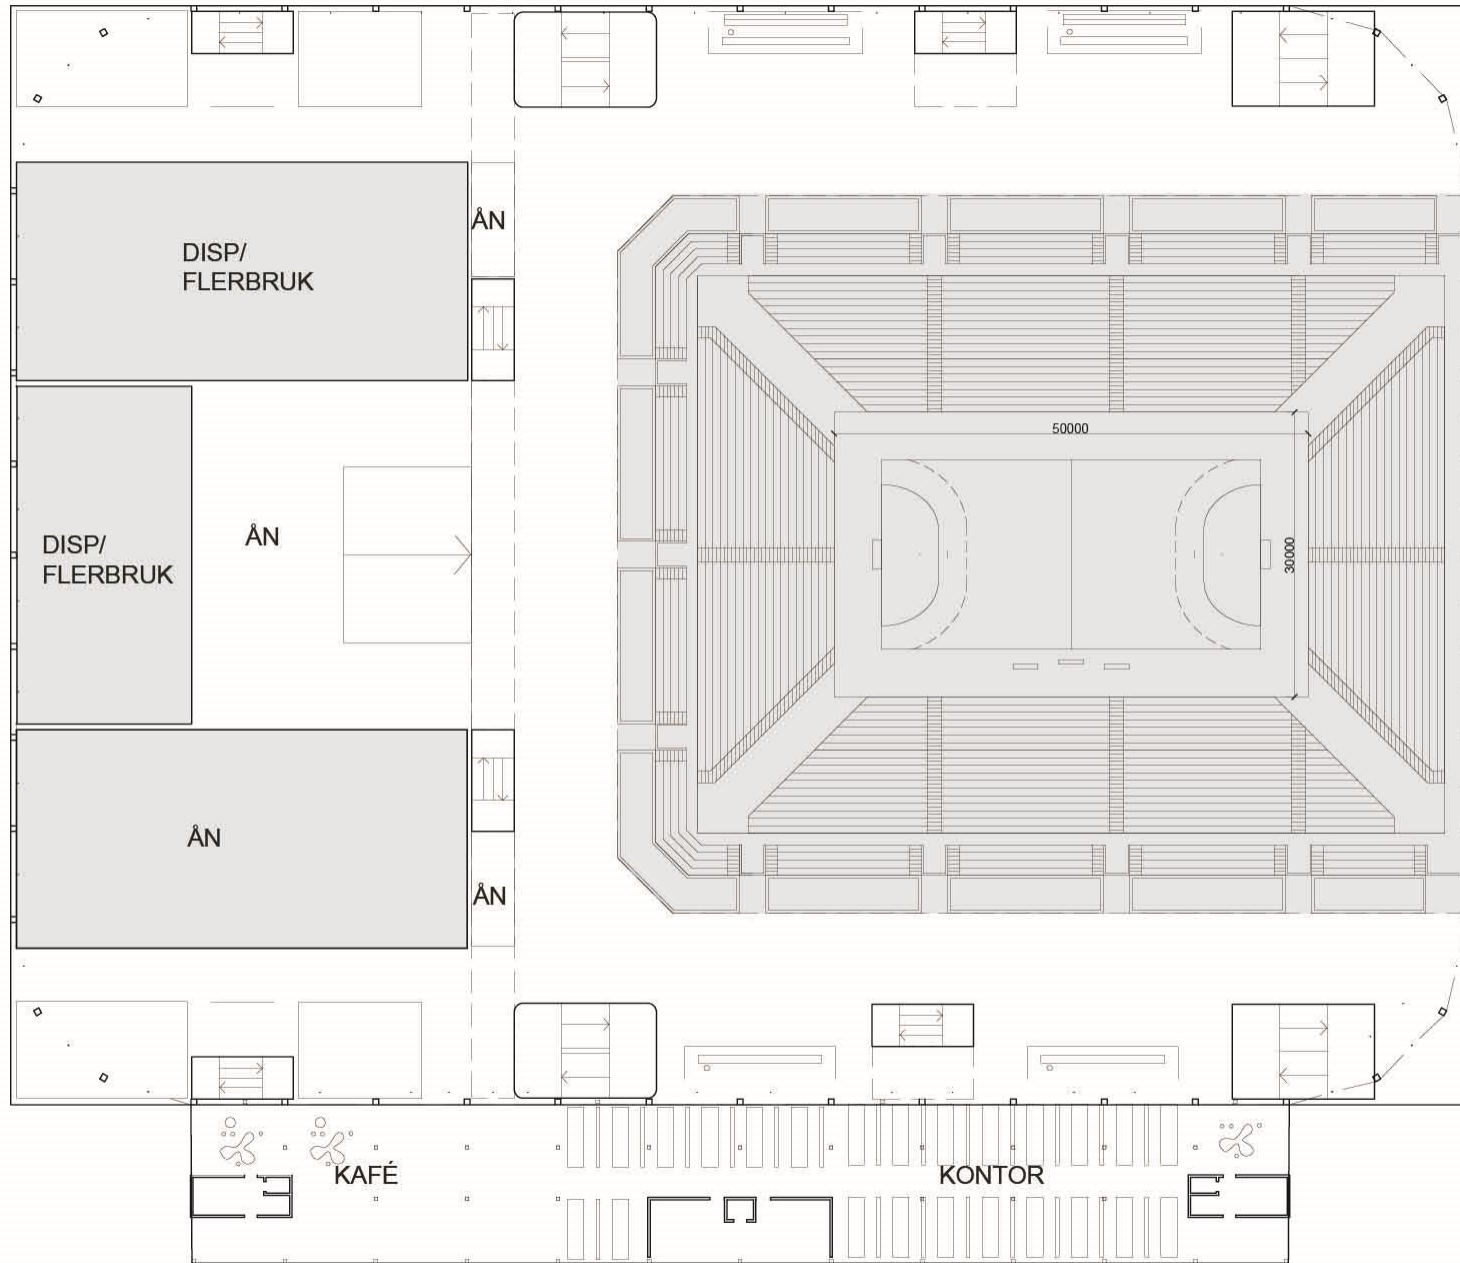 ÅN
DISP/
FLERBRUK
50000
ÅN
DISP/
FLERBRUK
30000
ÅN
ÅN
KAFÉ
KONTOR